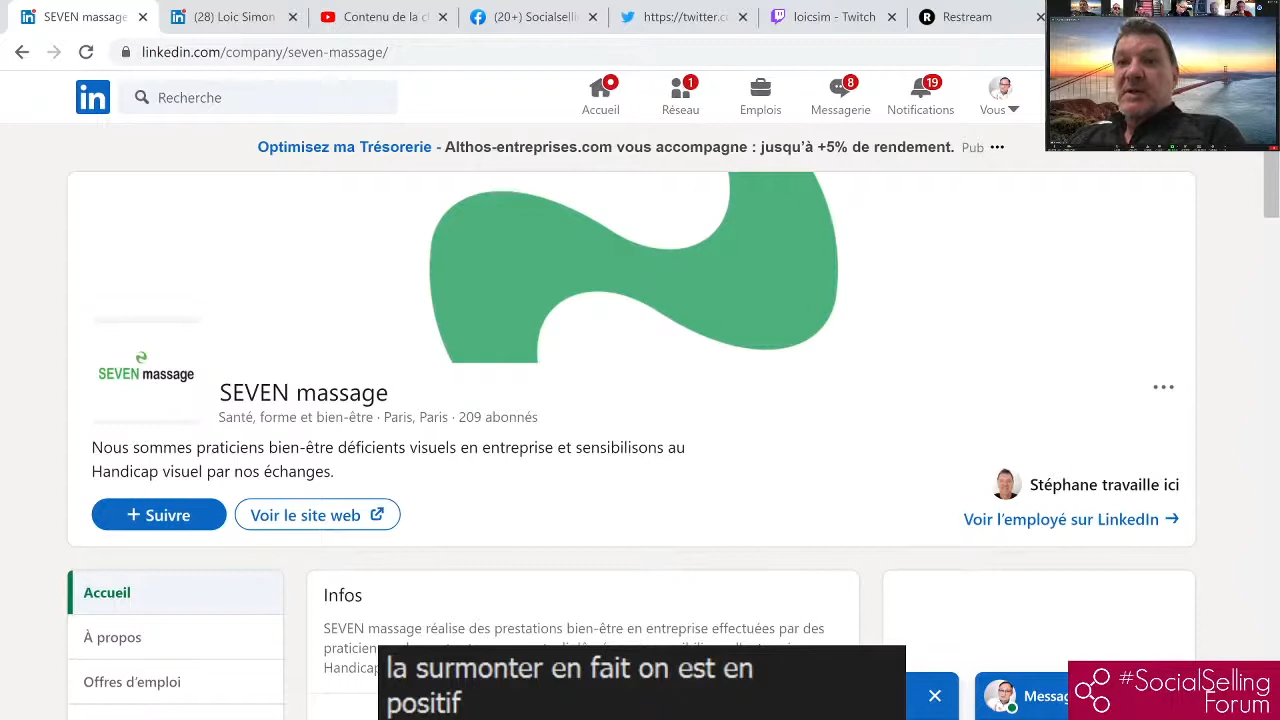 SEVEN massage
(28) Loïc Simon
Contenu de l
(20+) Socialsell
https://twitter.c
loicsim - Twitch
Restream
linkedin.com/company/seven-massage/
in
Recherche
1
8
19
Accueil
Réseau
Emplois
Messagerie
Notifications
Vous
Optimisez ma Trésorerie - Althos-entreprises.com vous accompagne : jusqu’à +5% de rendement. Pub
SEVEN massage
SEVEN massage
Santé, forme et bien-être · Paris, Paris · 209 abonnés
Nous sommes praticiens bien-être déficients visuels en entreprise et sensibilisons au
Handicap visuel par nos échanges.
Stéphane travaille ici
+ Suivre
Voir le site web
Voir l’employé sur LinkedIn →
Accueil
Infos
À propos
SEVEN massage réalise des prestations bien-être en entreprise effectuées par des
praticien
Handicap
Offres d’emploi
la surmonter en fait on est en
positif
Messag
#SocialSelling
Forum